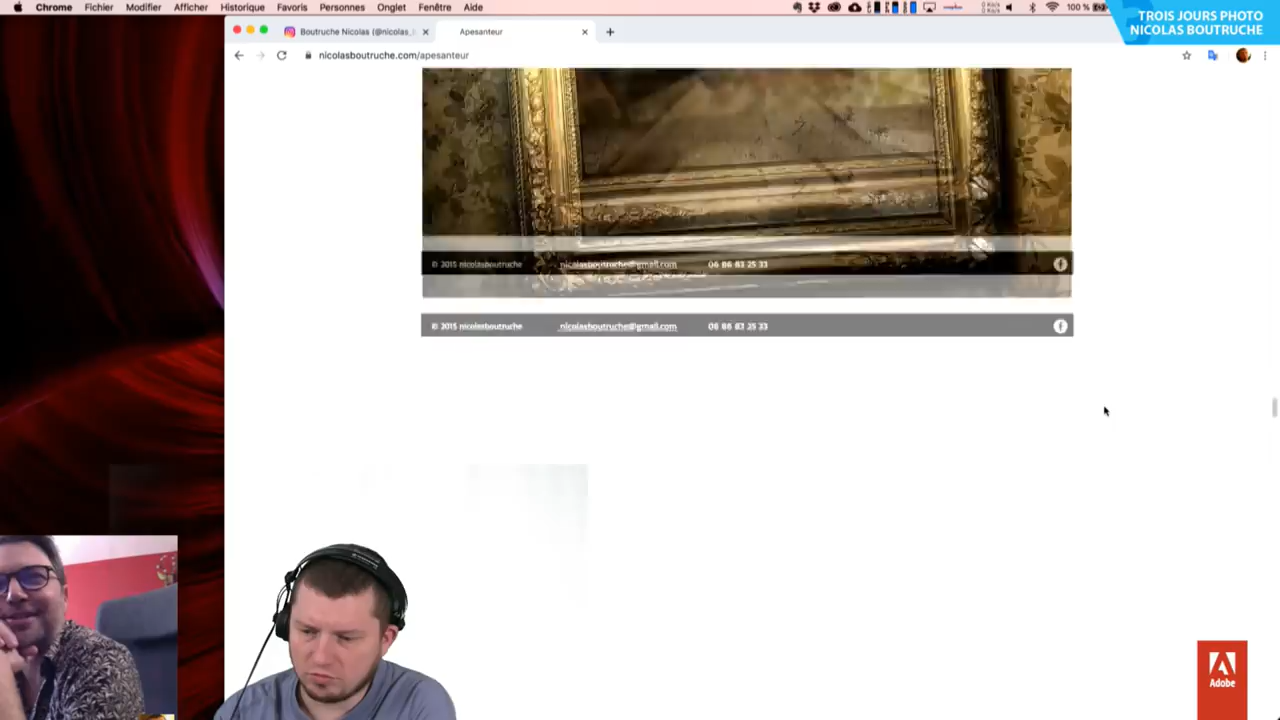 Chrome Fichier Modifier Afficher Historique Favoris Personnes Onglet Fenêtre Aide
100 %
TROIS JOURS PHOTO
NICOLAS BOUTRUCHE
Boutruche Nicolas (@nicolas_
Apesanteur
nicolasboutruche.com/apesanteur
© 2015 nicolasboutruche nicolasboutruche@gmail.com 06 86 83 25 33
© 2015 nicolasboutruche nicolasboutruche@gmail.com 06 86 83 25 33
Adobe